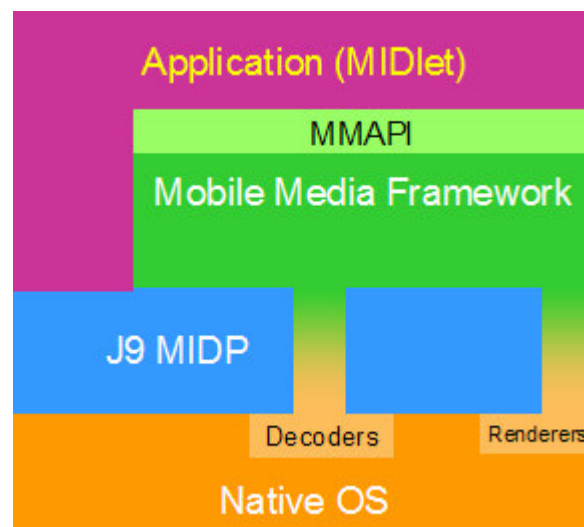 Application (MIDlet)
MMAPI
Mobile Media Framework
J9 MIDP
Decoders
Renderers
Native OS